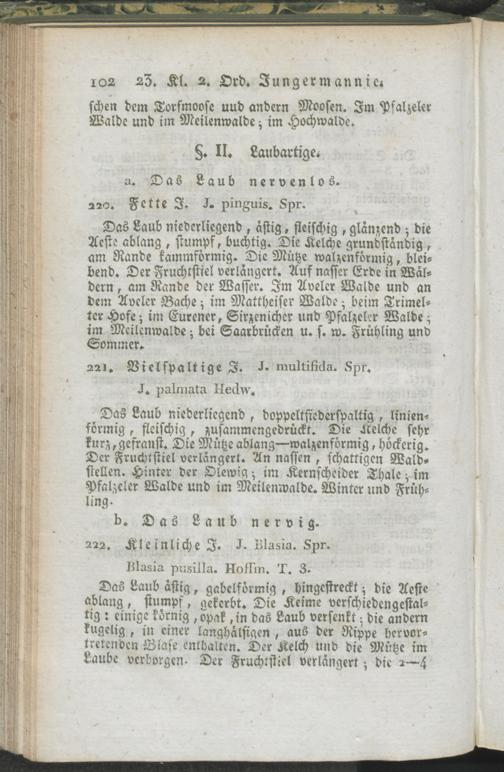 102 23. Kl. 2. Ord. Jungermannie.
schen dem Torfmoose uud andern Moosen. Im Pfalzeler
Walde und im Meilenwalde; im Hochwalde.
§. II. Laubartige.
a. Das Laub nervenlos.
220. Fette J. J. pinguis. Spr.
Das Laub niederliegend, ästig, fleischig, glänzend; die
Aeste ablang, stumpf, buchtig. Die Kelche grundständig,
am Rande kammförmig. Die Mütze walzenförmig, blei-
bend. Der Fruchtstiel verlängert. Auf nasser Erde in Wäl-
dern, am Rande der Wasser. Im Aveler Walde und an
dem Aveler Bache; im Mattheiser Walde; beim Trimel-
ter Hofe; im Eurener, Sirzenicher und Pfalzeler Walde;
im Meilenwalde; bei Saarbrücken u. s. w. Frühling und
Sommer.
221. Vielspaltige J. J. multifida. Spr.
J. palmata Hedw.
Das Laub niederliegend, doppeltfiederspaltig, linien-
förmig, fleischig, zusammengedrückt. Die Kelche sehr
kurz, gefranst. Die Mütze ablang—walzenförmig, höckerig.
Der Fruchtstiel verlängert. An nassen, schattigen Wald-
stellen. Hinter der Olewig; im Kernscheider Thale; im
Pfalzeler Walde und im Meilenwalde. Winter und Früh-
ling.
b. Das Laub nervig.
222. Kleinliche J. J. Blasia. Spr.
Blasia pusilla. Hoffm. T. 3.
Das Laub ästig, gabelförmig, hingestreckt; die Aeste
ablang, stumpf, gekerbt. Die Keime verschiedengestal-
tig: einige körnig, opak, in das Laub versenkt; die andern
kugelig, in einer langhälsigen, aus der Rippe hervor-
tretenden Blase enthalten. Der Kelch und die Mütze im
Laube verborgen. Der Fruchtstiel verlängert; die 2—4